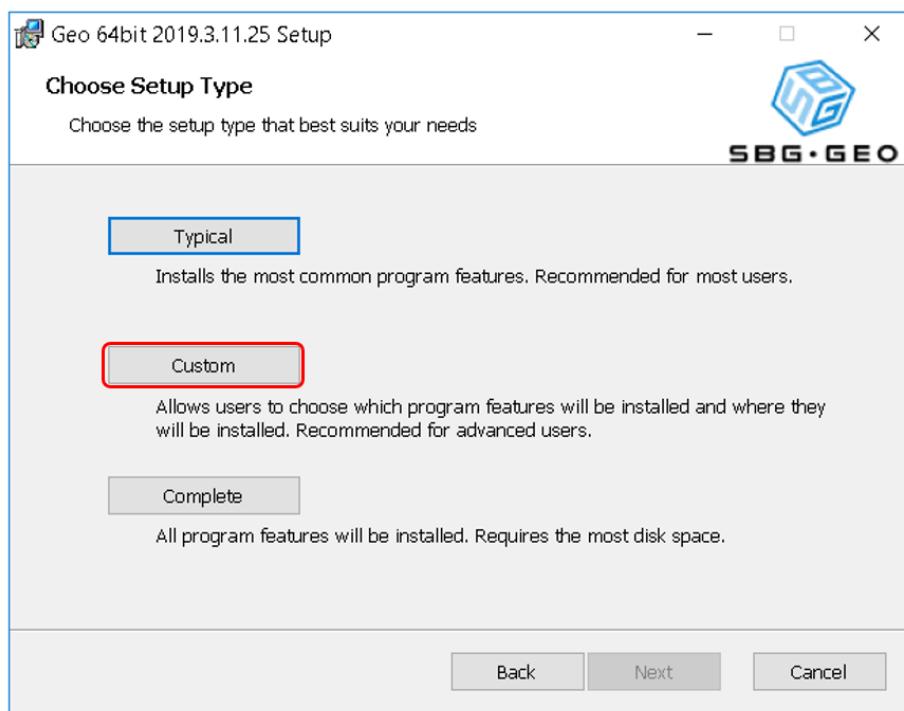 Geo 64bit 2019.3.11.25 Setup
Choose Setup Type
Choose the setup type that best suits your needs
SBG
SBG·GEO
Typical
Installs the most common program features. Recommended for most users.
Custom
Allows users to choose which program features will be installed and where they
will be installed. Recommended for advanced users.
Complete
All program features will be installed. Requires the most disk space.
Back
Next
Cancel